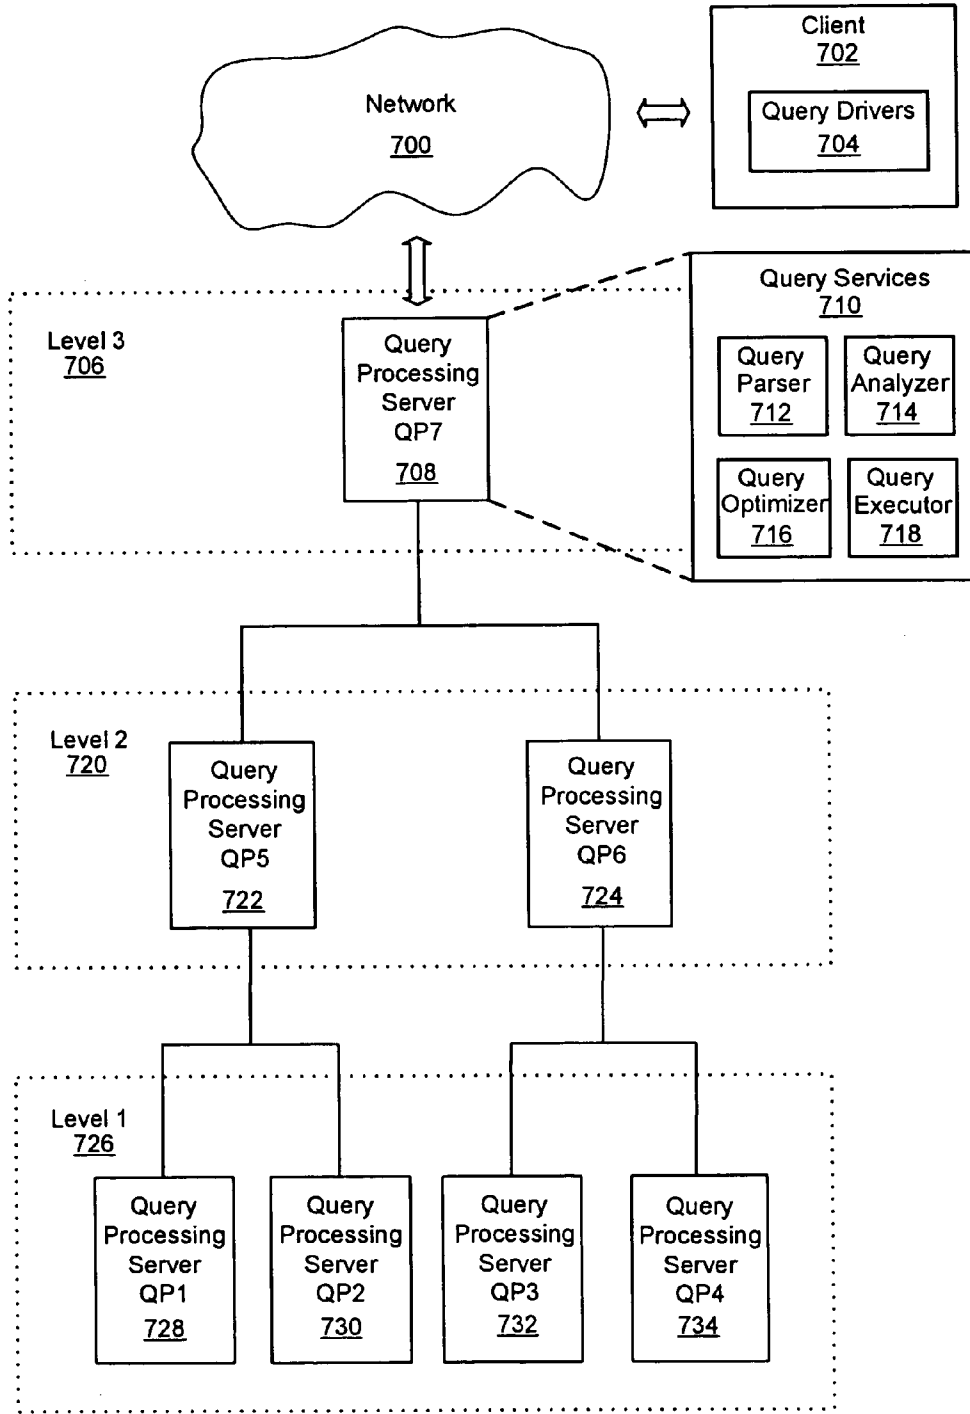 Client
702
Query Drivers
704
Network
700
Query Services
710
Query
Parser
712
Query
Analyzer
714
Query
Optimizer
716
Query
Executor
718
Level 3
706
Query
Processing
Server
QP7
708
Level 2
720
Query
Processing
Server
QP5
722
Query
Processing
Server
QP6
724
Level 1
726
Query
Processing
Server
QP1
728
Query
Processing
Server
QP2
730
Query
Processing
Server
QP3
732
Query
Processing
Server
QP4
734